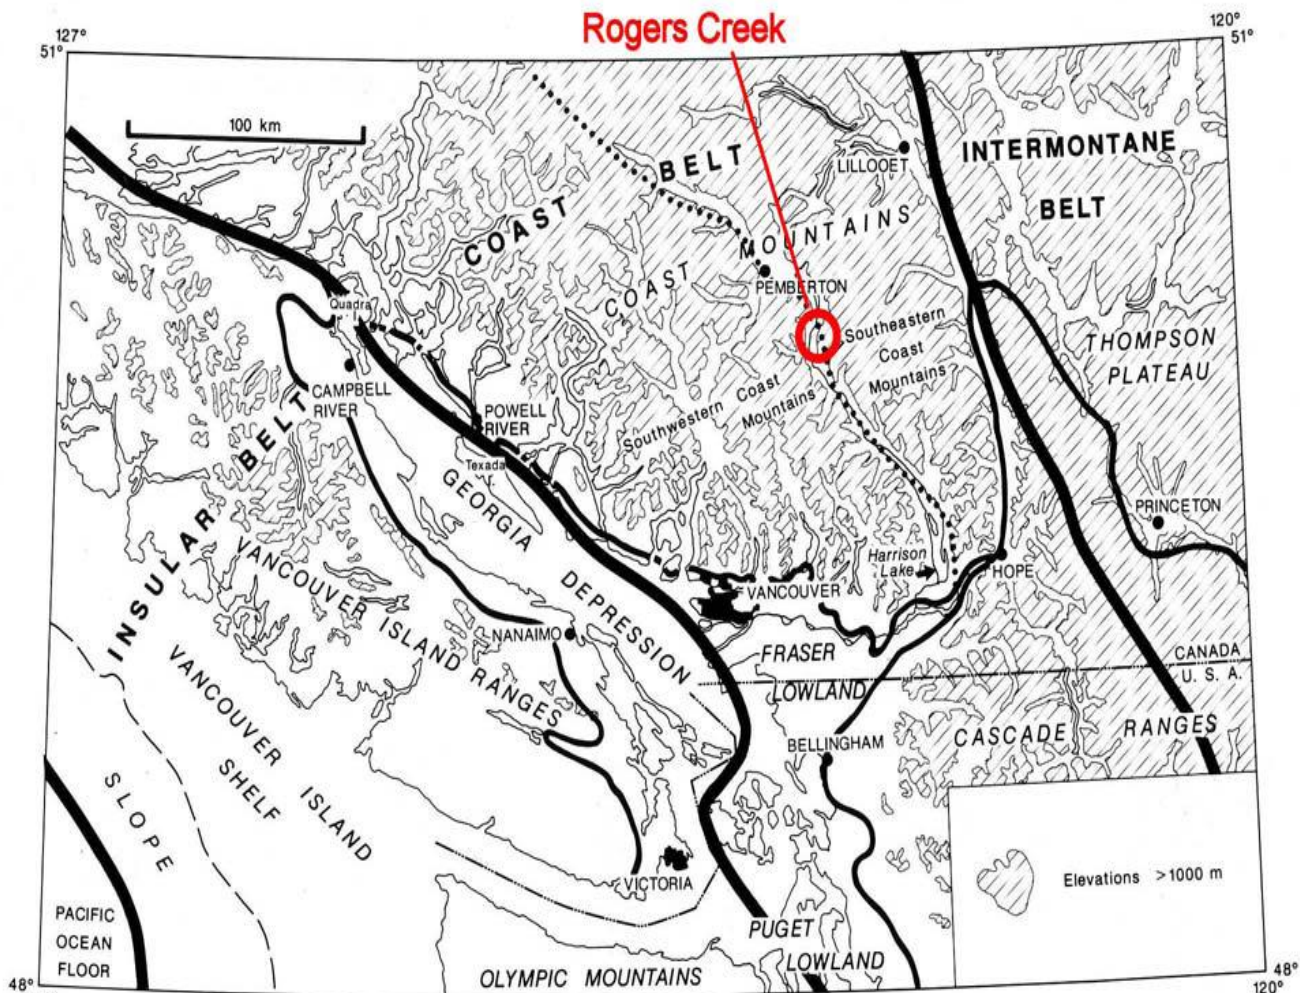 Rogers Creek
127°
51°
120°
51°
100 km
BELT
COAST
LILLOOET
INTERMONTANE
BELT
MOUNTAINS
COAST
PEMBERTON
Quadra
I.
Southeastern
Coast
Mountains
THOMPSON
PLATEAU
CAMPBELL
RIVER
Southwestern Coast
Mountains
POWELL
RIVER
Texada
I.
INSULAR BELT
GEORGIA
DEPRESSION
PRINCETON
Harrison
Lake
HOPE
VANCOUVER
VANCOUVER ISLAND RANGES
NANAIMO
FRASER
LOWLAND
CANADA
U. S. A.
VANCOUVER ISLAND
SHELF
SLOPE
BELLINGHAM
CASCADE RANGES
VICTORIA
Elevations >1000 m
PACIFIC
OCEAN
FLOOR
PUGET
LOWLAND
OLYMPIC MOUNTAINS
48°
48°
120°